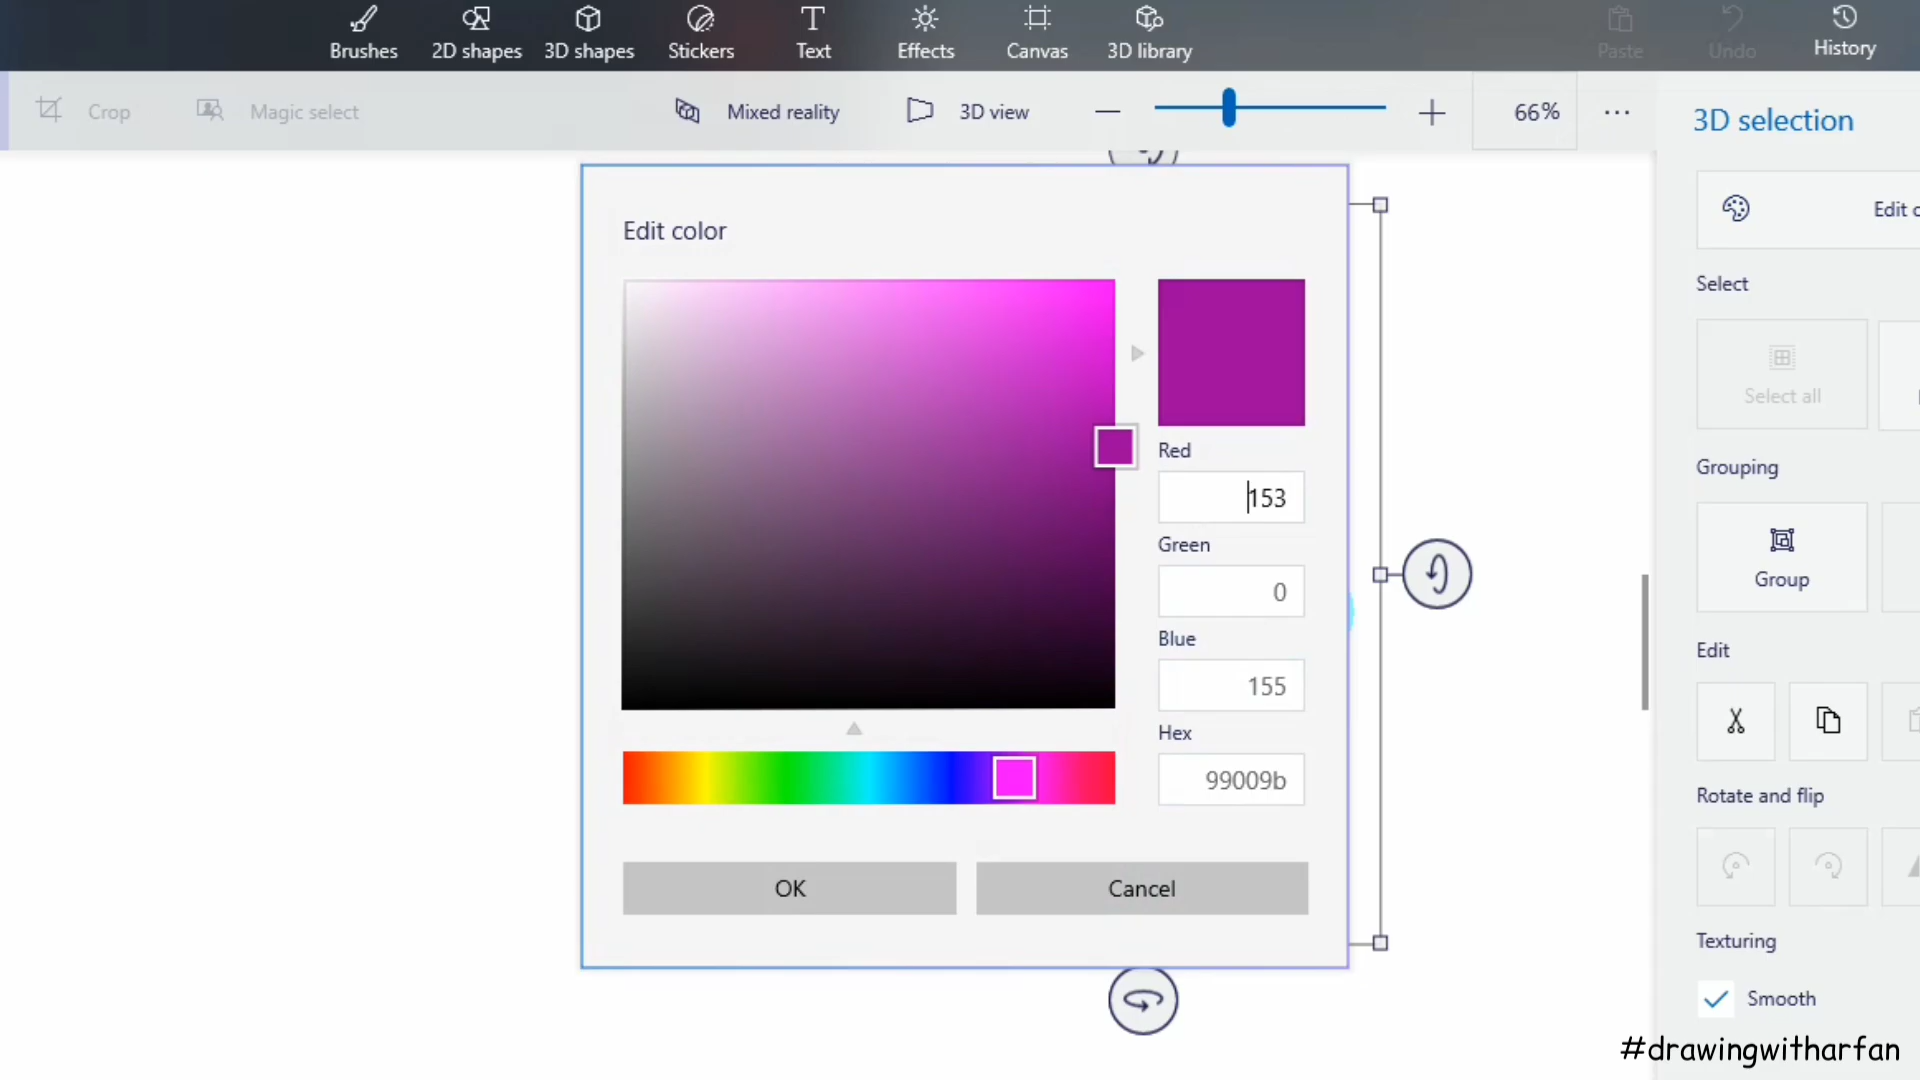 Brushes 2D shapes 3D shapes Stickers Text Effects Canvas 3D library Paste Undo History
Crop Magic select Mixed reality 3D view 66%
3D selection
Edit c
Select
Select all
Grouping
Group
Edit
Rotate and flip
Texturing
Smooth
Edit color
Red
153
Green
0
Blue
155
Hex
99009b
OK Cancel
#drawingwitharfan